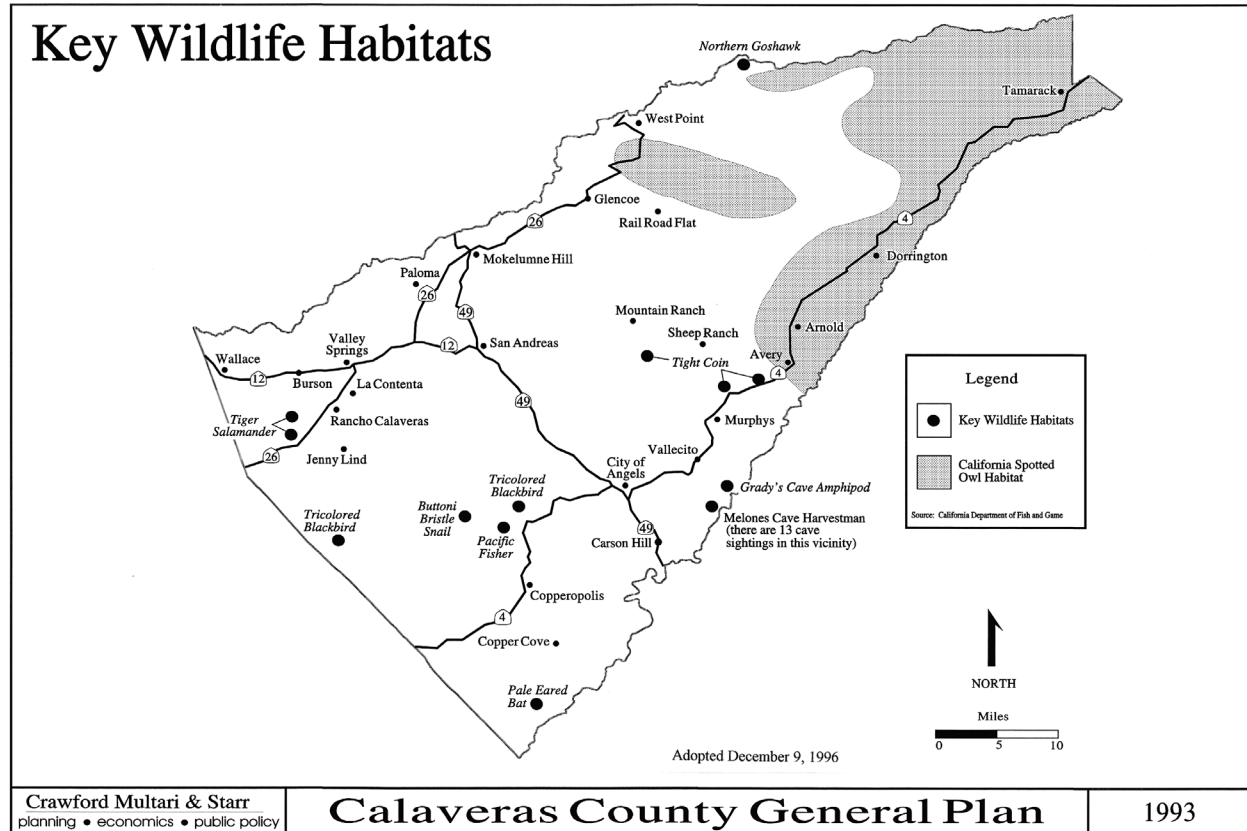 Key Wildlife Habitats
Northern Goshawk
Tamarack
West Point
Glencoe
Rail Road Flat
26
4
Mokelumne Hill
Dorrington
Paloma
26
49
Mountain Ranch
Arnold
Sheep Ranch
Valley
Springs
12
San Andreas
Tight Coin
Avery
4
Wallace
12
Burson
La Contenta
49
Rancho Calaveras
Tiger
Salamander
Murphys
26
Jenny Lind
Vallecito
City of
Angels
Tricolored
Blackbird
Grady's Cave Amphipod
Buttoni
Bristle
Snail
Tricolored
Blackbird
Pacific
Fisher
49
Carson Hill
Melones Cave Harvestman
(there are 13 cave
sightings in this vicinity)
Copperopolis
4
Copper Cove
Pale Eared
Bat
Legend
Key Wildlife Habitats
California Spotted
Owl Habitat
Source: California Department of Fish and Game
NORTH
Miles
0 5 10
Adopted December 9, 1996
Crawford Multari & Starr
planning • economics • public policy
Calaveras County General Plan
1993